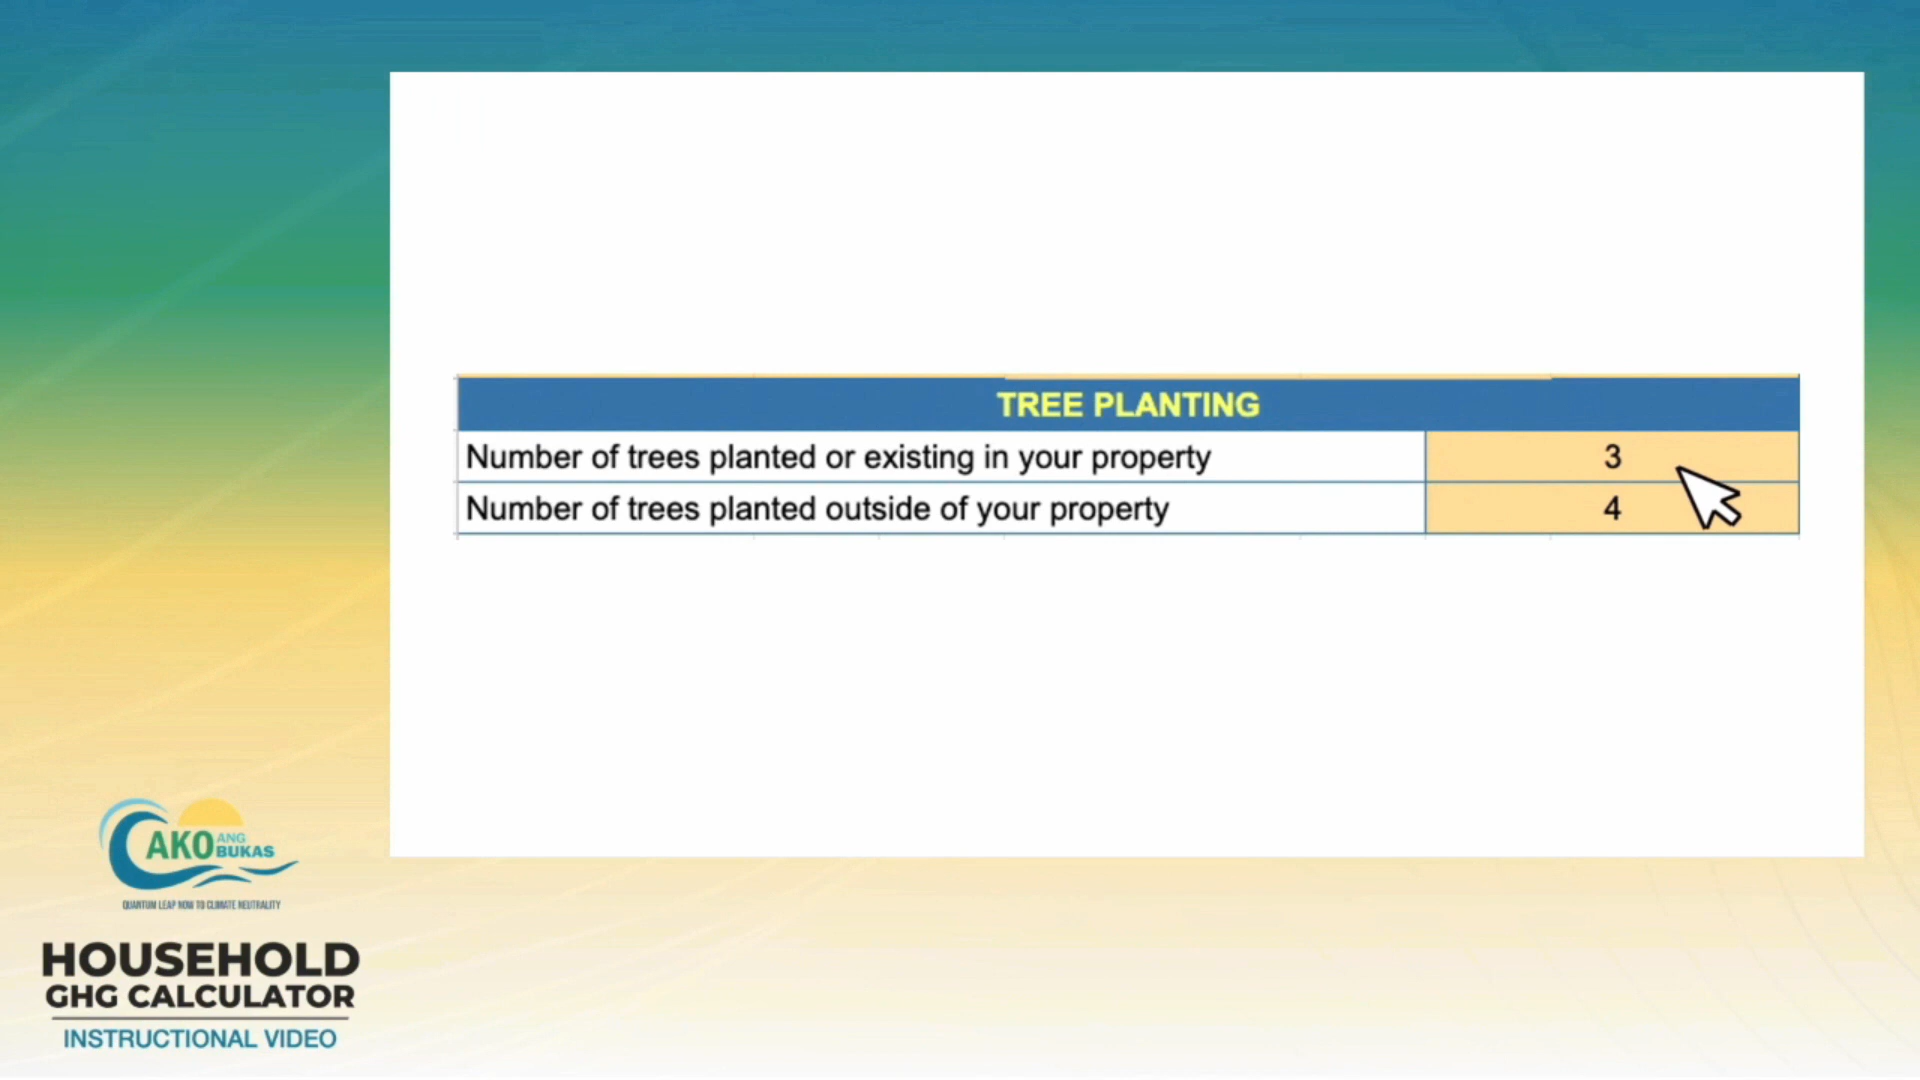 TREE PLANTING
Number of trees planted or existing in your property 3
Number of trees planted outside of your property 4
AKO ANG BUKAS
QUANTUM LEAP NOW TO CLIMATE NEUTRALITY
HOUSEHOLD
GHG CALCULATOR
INSTRUCTIONAL VIDEO